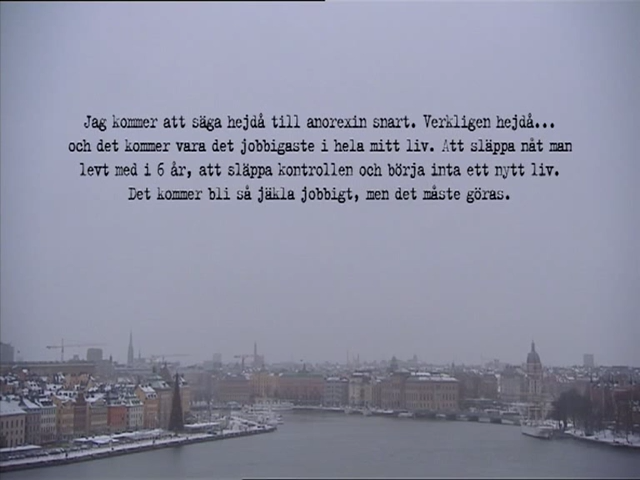 Jag kommer att säga hejdå till anorexin snart. Verkligen hejdå...
och det kommer vara det jobbigaste i hela mitt liv. Att släppa nåt man
levt med i 6 år, att släppa kontrollen och börja inta ett nytt liv.
Det kommer bli så jäkla jobbigt, men det måste göras.